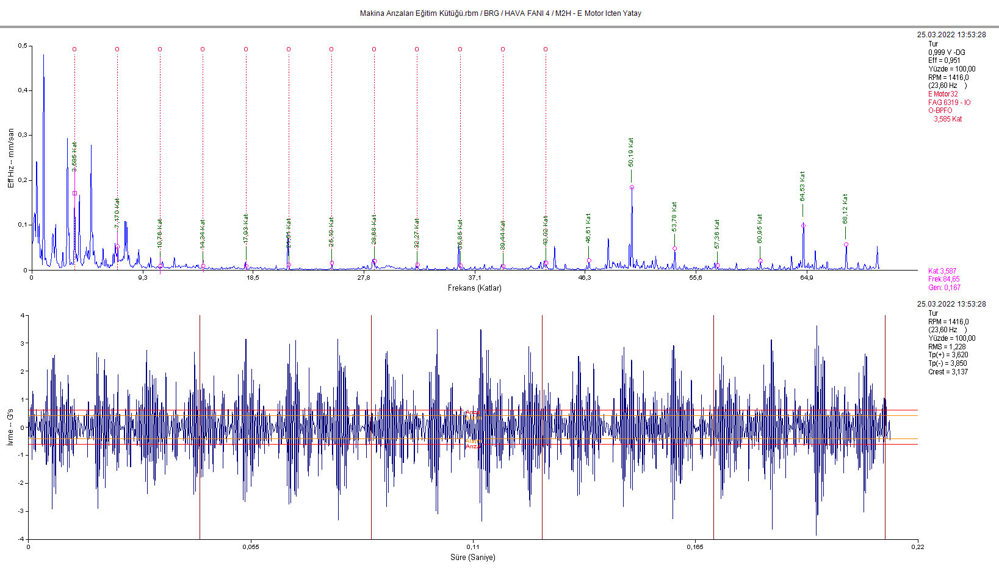 Makina Arızaları Eğitim Kütüğü.rbm / BRG / HAVA FANI 4 / M2H - E Motor Icten Yatay
25.03.2022 13:53:28
Tur
0,999 V -DG
Eff = 0,951
Yüzde = 100,00
RPM = 1416,0
(23,60 Hz )
E Motor32
FAG 6319 - IO
O-BPFO
3,585 Kat
O O O O O O O O O O O O
Eff Hız -- mm/san
0,5
0,4
0,3
0,2
0,1
0
3,585 Kat
7,170 Kat
10,76 Kat
14,34 Kat
17,93 Kat
21,51 Kat
25,10 Kat
28,68 Kat
32,27 Kat
35,85 Kat
39,44 Kat
43,02 Kat
46,61 Kat
50,19 Kat
53,78 Kat
57,36 Kat
60,95 Kat
64,53 Kat
68,12 Kat
0 9,3 18,5 27,8 37,1 46,3 55,6 64,9
Frekans (Katlar)
Kat:3,587
Frek:84,65
Gen: 0,167
25.03.2022 13:53:28
Tur
RPM = 1416,0
(23,60 Hz )
Yüzde = 100,00
RMS = 1,228
Tp(+) = 3,620
Tp(-) = 3,850
Crest = 3,137
İvme -- G's
4
3
2
1
0
-1
-2
-3
-4
Arıza
Alarm
Alarm
Arıza
0 0,055 0,11 0,165 0,22
Süre (Saniye)